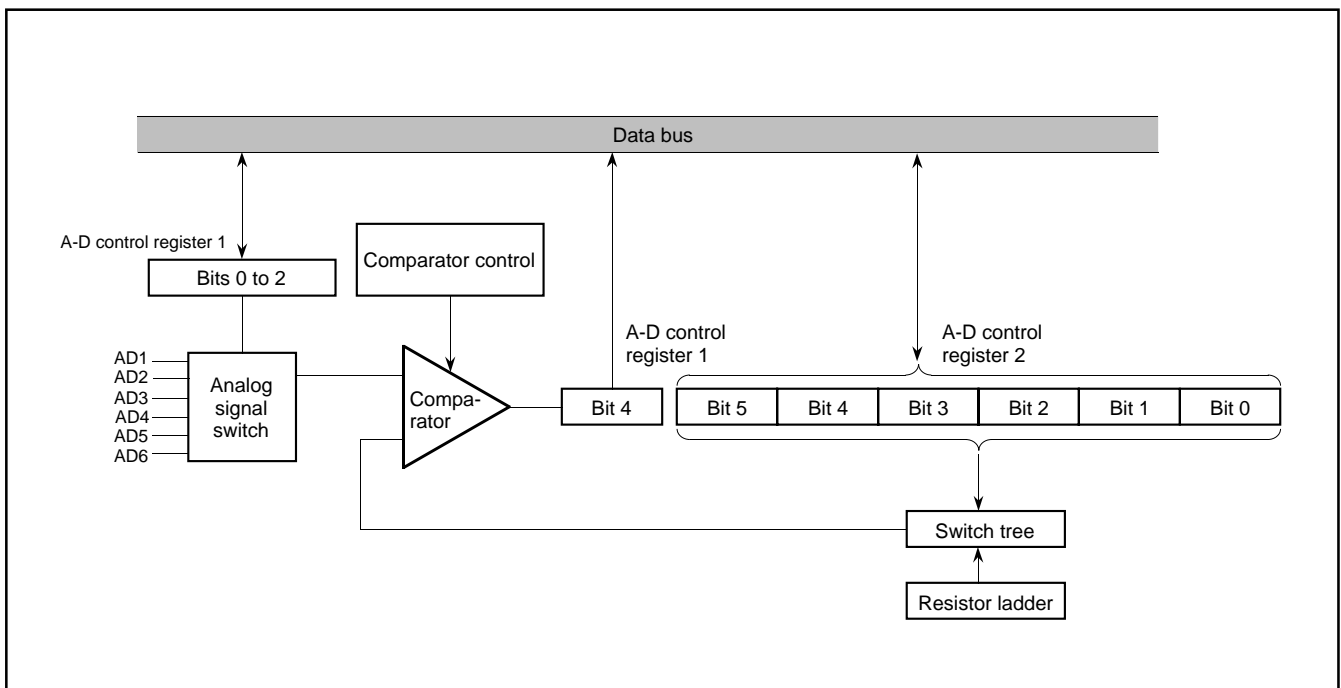 Data bus
A-D control register 1
Bits 0 to 2
Comparator control
A-D control
register 1
A-D control
register 2
AD1
AD2
AD3
AD4
AD5
AD6
Analog
signal
switch
Compa-
rator
Bit 4
Bit 5
Bit 4
Bit 3
Bit 2
Bit 1
Bit 0
Switch tree
Resistor ladder